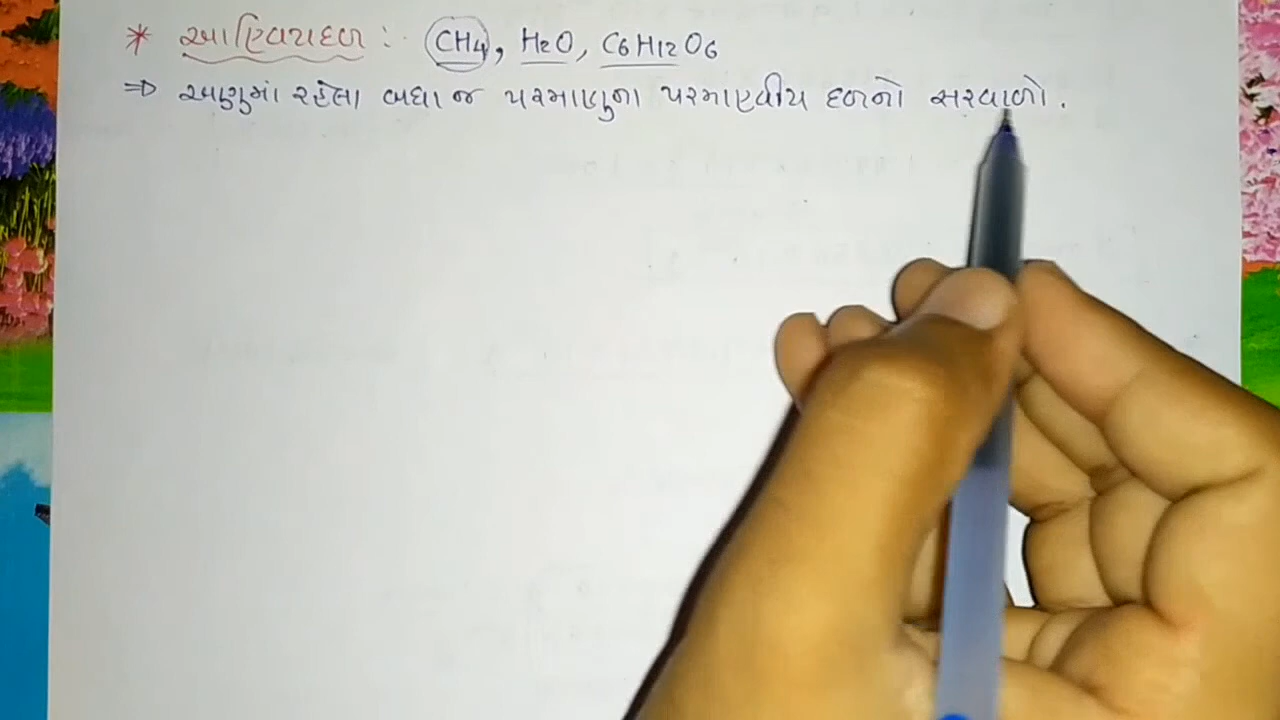 * આણ્વિયદળ : CH4, H2O, C6H12O6
⇒ અણુમાં રહેલા બધા જ પરમાણુના પરમાણ્વીય દળનો સરવાળો.